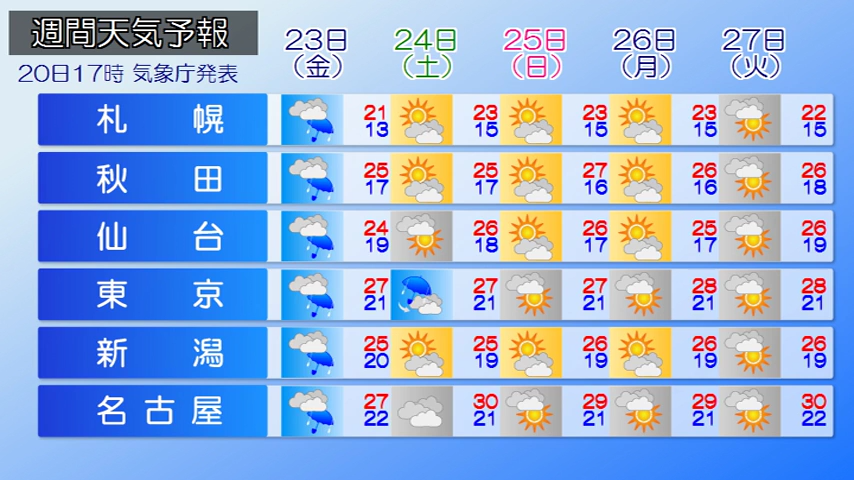 週間天気予報
20日17時 気象庁発表
23日 24日 25日 26日 27日
(金) (土) (日) (月) (火)
札幌 21 23 23 23 22
13 15 15 15 15
秋田 25 25 27 26 26
17 17 16 16 18
仙台 24 26 26 25 26
19 18 17 17 19
東京 27 27 27 28 28
21 21 21 21 21
新潟 25 25 26 26 26
20 19 19 19 19
名古屋 27 30 29 29 30
22 21 21 21 22